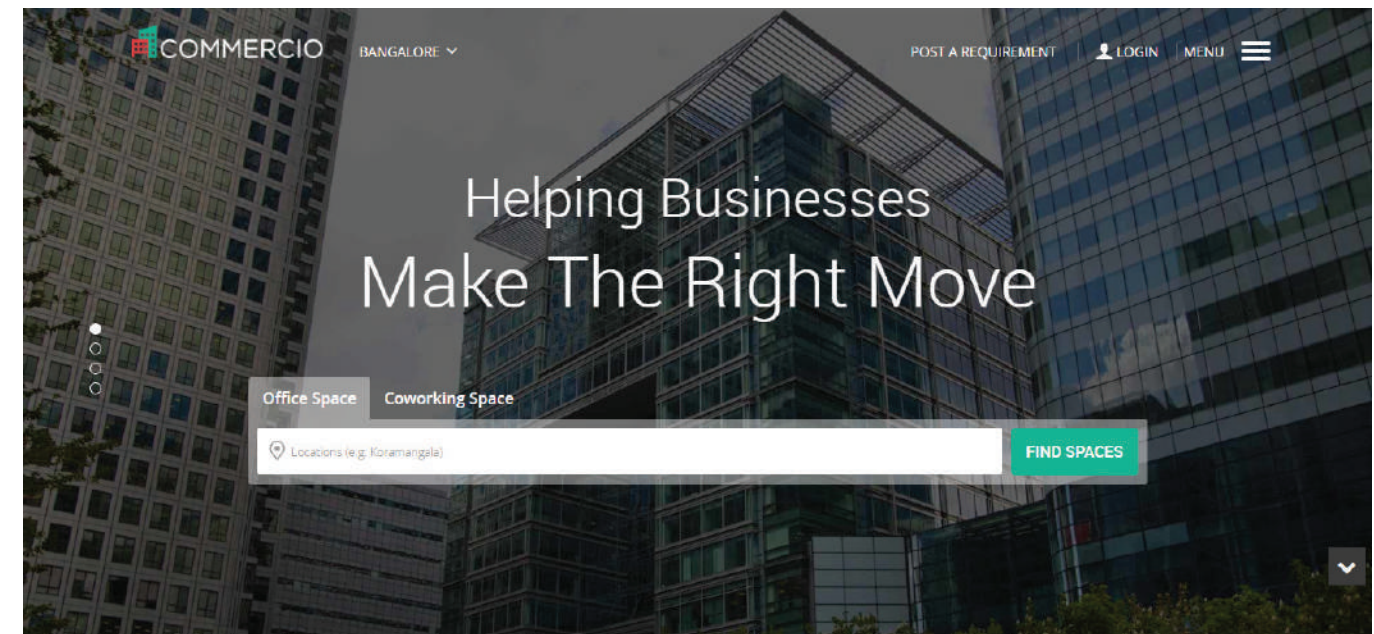 COMMERCIO
BANGALORE
POST A REQUIREMENT
LOGIN
MENU
Helping Businesses
Make The Right Move
Office Space
Coworking Space
Locations (e.g. Koramangala)
FIND SPACES